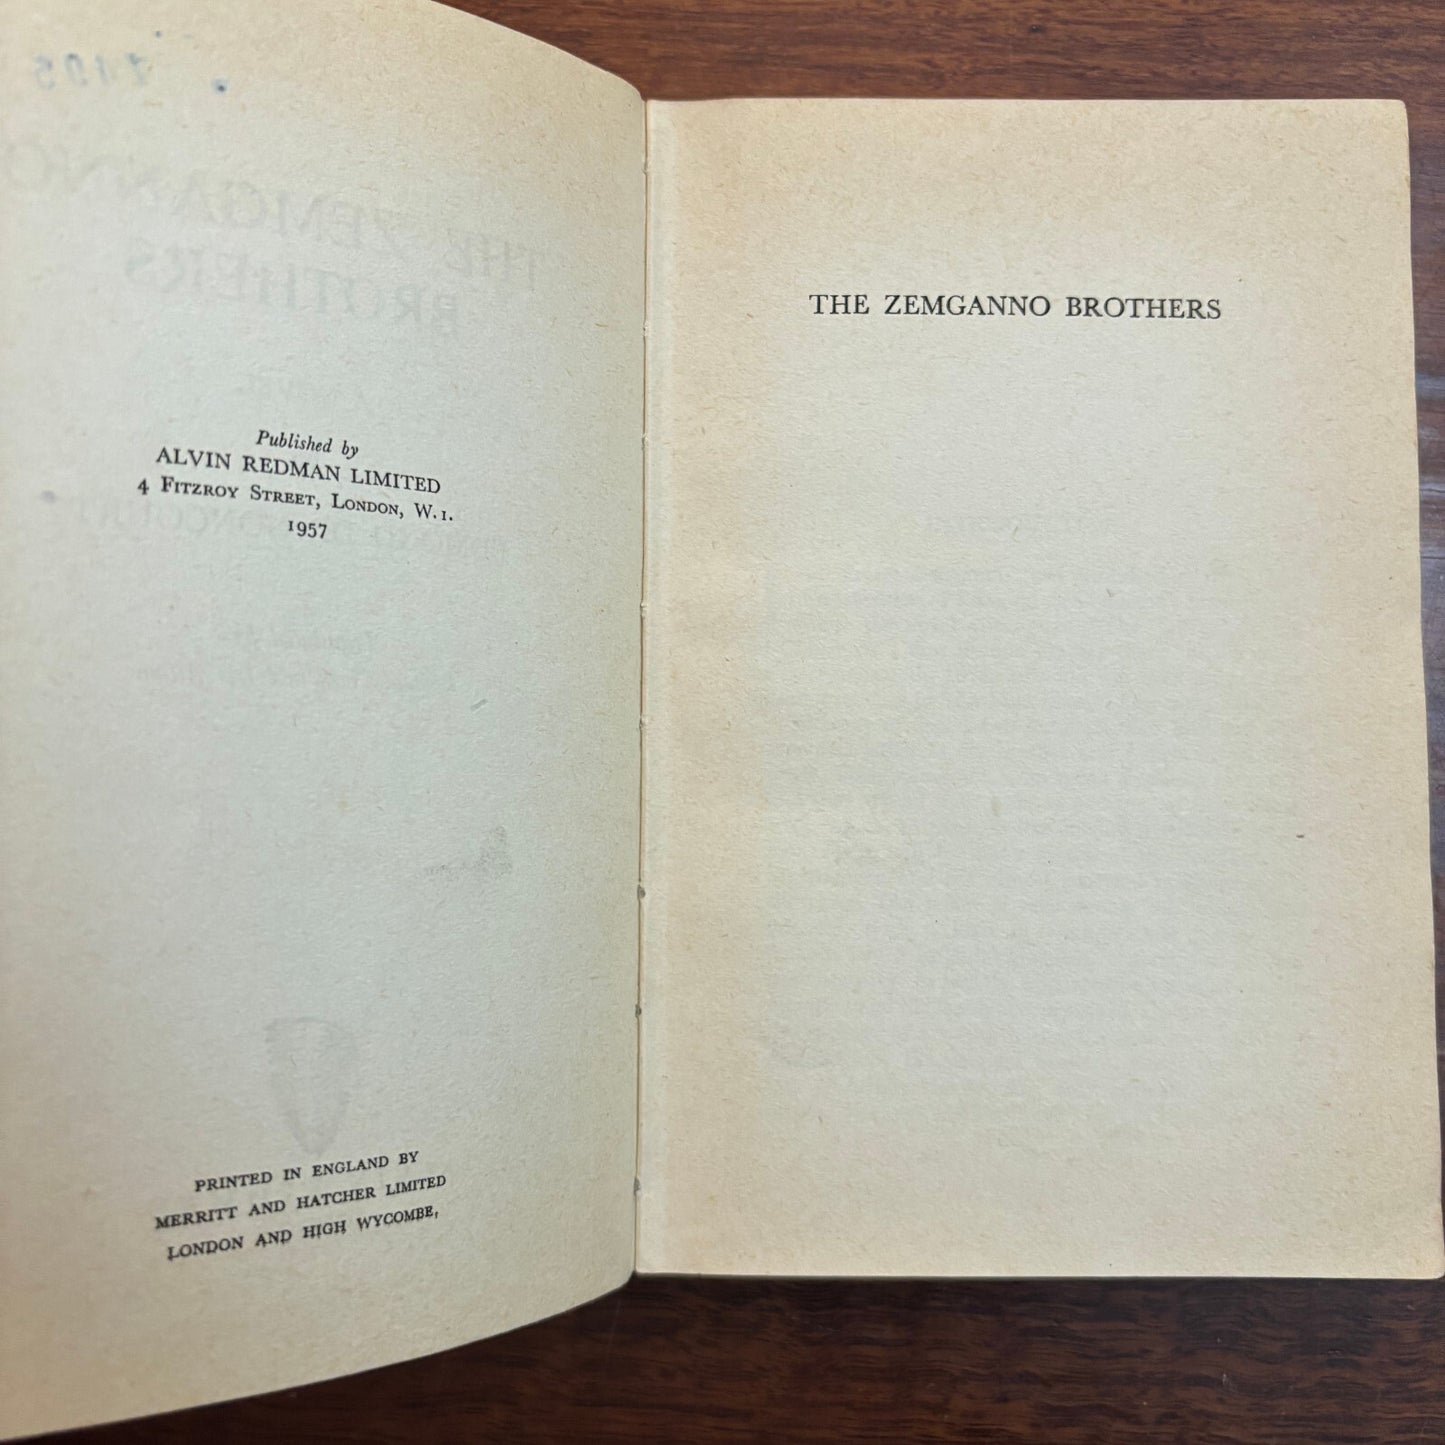 Published by
ALVIN REDMAN LIMITED
4 FITZROY STREET, LONDON, W.1.
1957
PRINTED IN ENGLAND BY
MERRITT AND HATCHER LIMITED
LONDON AND HIGH WYCOMBE,
THE ZEMGANNO BROTHERS